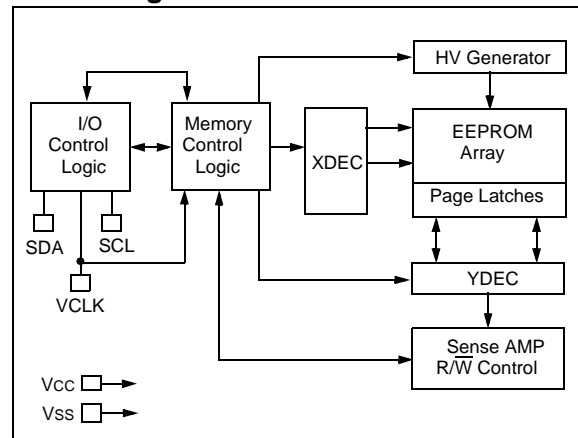 HV Generator
I/O
Control
Logic
Memory
Control
Logic
XDEC
EEPROM
Array
Page Latches
SDA
SCL
VCLK
YDEC
Sense AMP
R/W̅ Control
VCC
VSS